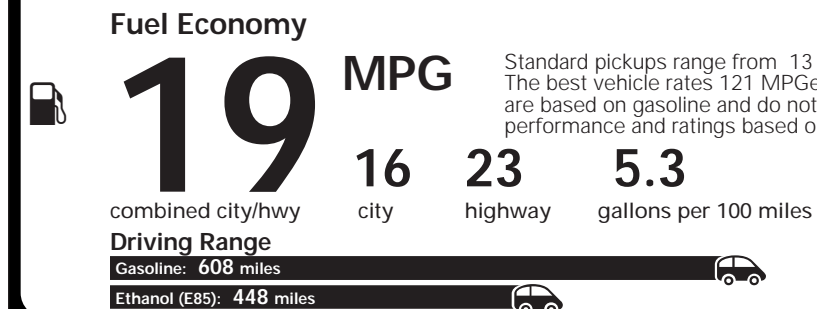 Fuel Economy
19 MPG
Standard pickups range from 13
The best vehicle rates 121 MPGe
are based on gasoline and do not
performance and ratings based o
16 23 5.3
combined city/hwy city highway gallons per 100 miles
Driving Range
Gasoline: 608 miles
Ethanol (E85): 448 miles